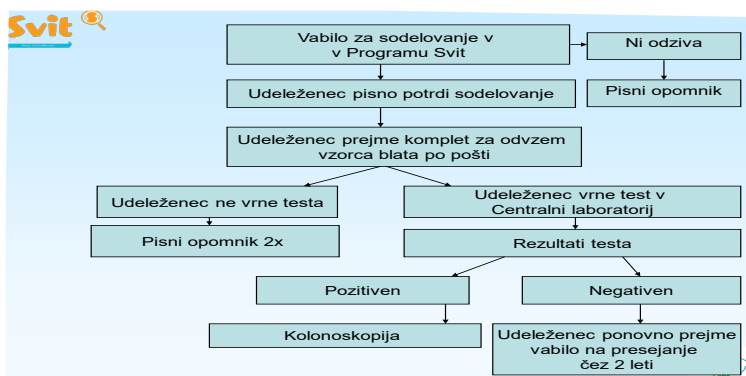 Svit
Vabilo za sodelovanje v
v Programu Svit
Ni odziva
Udeleženec pisno potrdi sodelovanje
Pisni opomnik
Udeleženec prejme komplet za odvzem
vzorca blata po pošti
Udeleženec ne vrne testa
Udeleženec vrne test v
Centralni laboratorij
Pisni opomnik 2x
Rezultati testa
Pozitiven
Negativen
Kolonoskopija
Udeleženec ponovno prejme
vabilo na presejanje
čez 2 leti